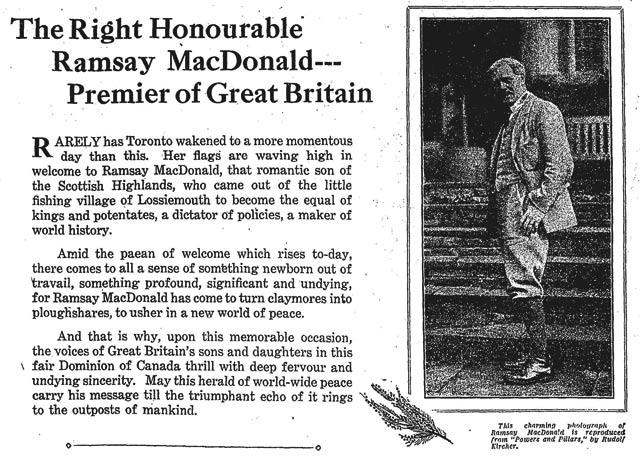 The Right Honourable
Ramsay MacDonald---
Premier of Great Britain
RARELY has Toronto wakened to a more momentous
day than this. Her flags are waving high in
welcome to Ramsay MacDonald, that romantic son of
the Scottish Highlands, who came out of the little
fishing village of Lossiemouth to become the equal of
kings and potentates, a dictator of policies, a maker of
world history.
Amid the paean of welcome which rises to-day,
there comes to all a sense of something newborn out of
travail, something profound, significant and undying,
for Ramsay MacDonald has come to turn claymores into
ploughshares, to usher in a new world of peace.
And that is why, upon this memorable occasion,
the voices of Great Britain's sons and daughters in this
fair Dominion of Canada thrill with deep fervour and
undying sincerity. May this herald of world-wide peace
carry his message till the triumphant echo of it rings
to the outposts of mankind.
This charming photograph of
Ramsay MacDonald is reproduced
from "Powers and Pillars," by Rudolf
Kircher.